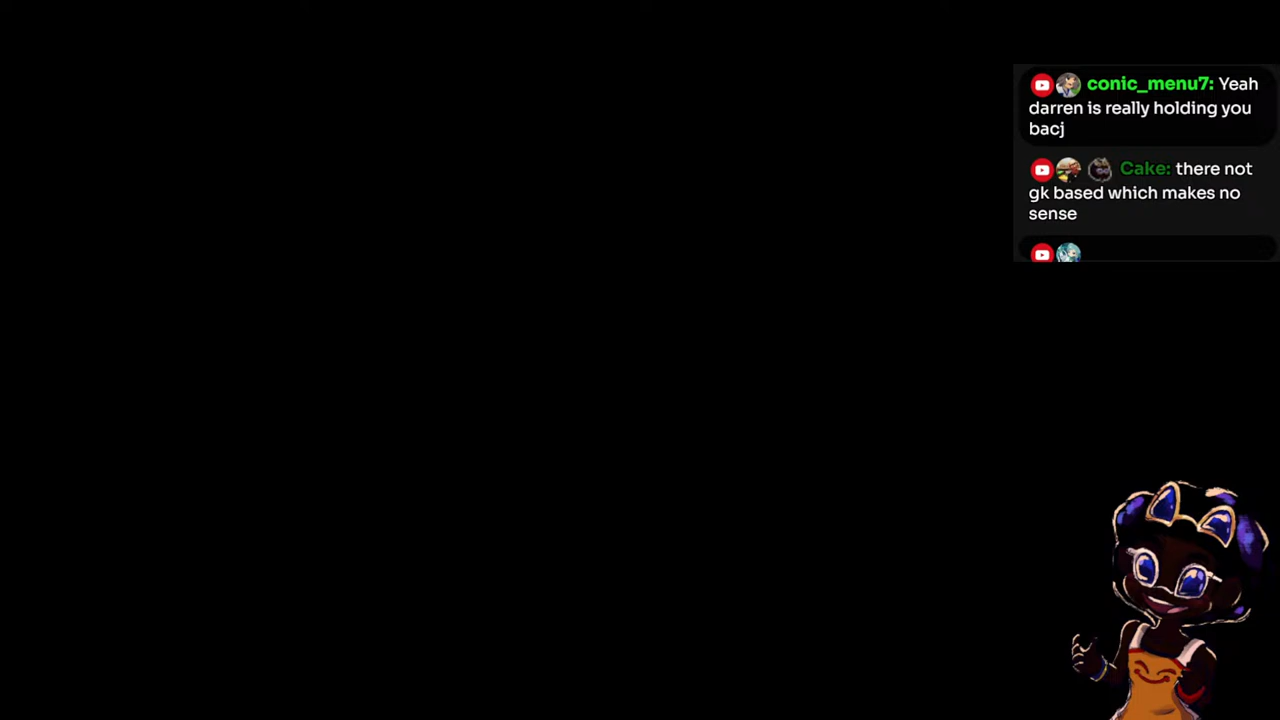 conic_menu7: Yeah
darren is really holding you
bacj
Cake: there not
gk based which makes no
sense